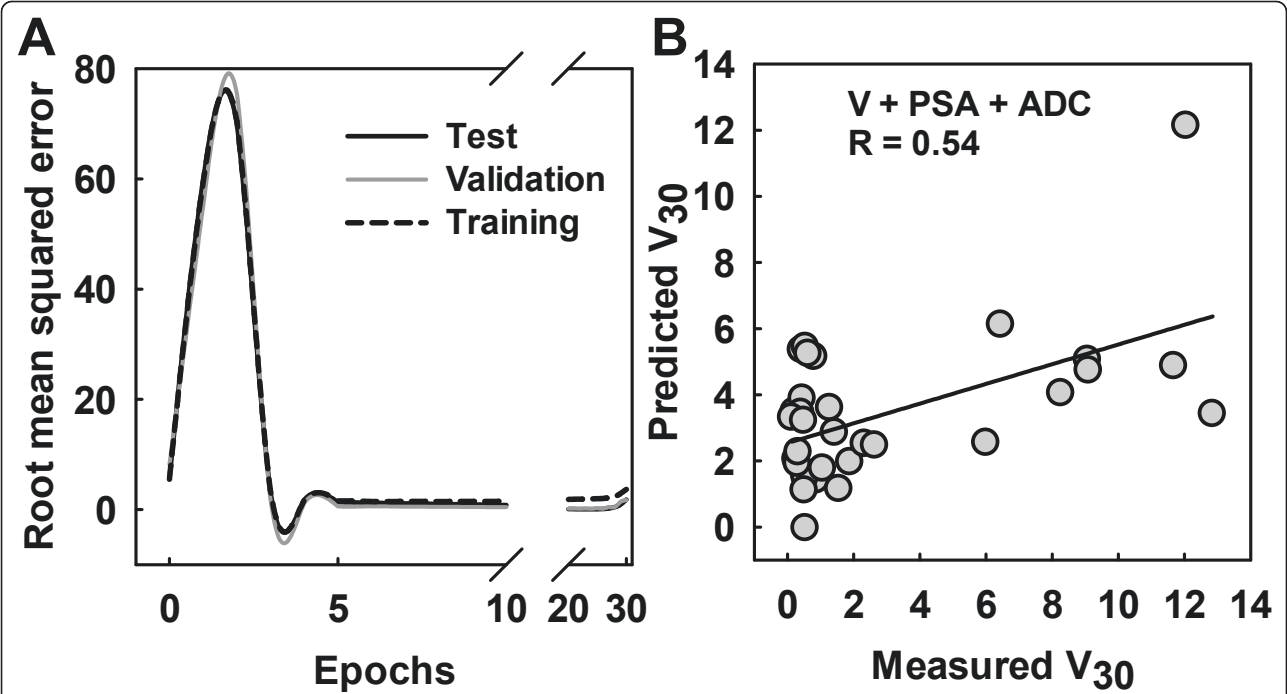 A
Root mean squared error
80
60
40
20
0
Test
Validation
Training
0 5 10 20 30
Epochs
B
Predicted V30
14
12
10
8
6
4
2
0
V + PSA + ADC
R = 0.54
0 2 4 6 8 10 12 14
Measured V30